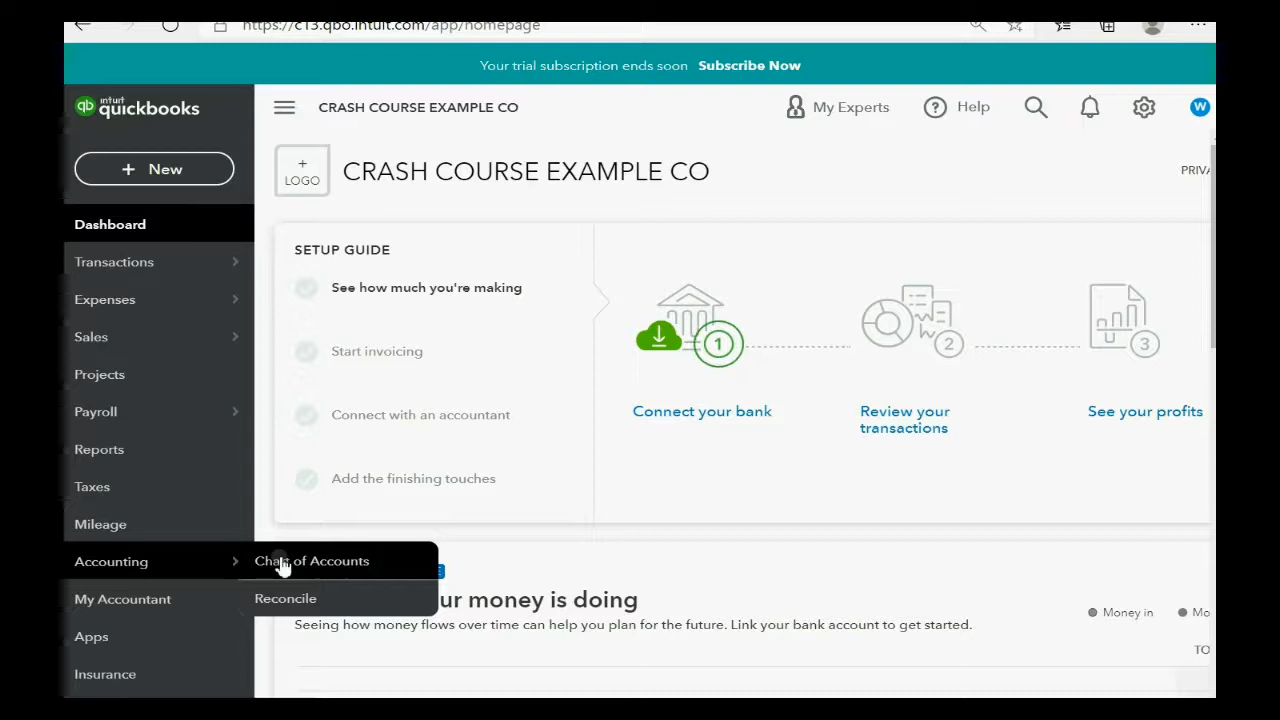 https://c13.qbo.intuit.com/app/homepage
Your trial subscription ends soon Subscribe Now
intuit
quickbooks
CRASH COURSE EXAMPLE CO
My Experts
Help
W
+ New
+
LOGO
CRASH COURSE EXAMPLE CO
Dashboard
Transactions
Expenses
Sales
Projects
Payroll
Reports
Taxes
Mileage
Accounting
My Accountant
Apps
Insurance
Chart of Accounts
Reconcile
SETUP GUIDE
See how much you're making
Start invoicing
Connect with an accountant
Add the finishing touches
1
2
3
Connect your bank
Review your
transactions
See your profits
ur money is doing
Seeing how money flows over time can help you plan for the future. Link your bank account to get started.
Money in